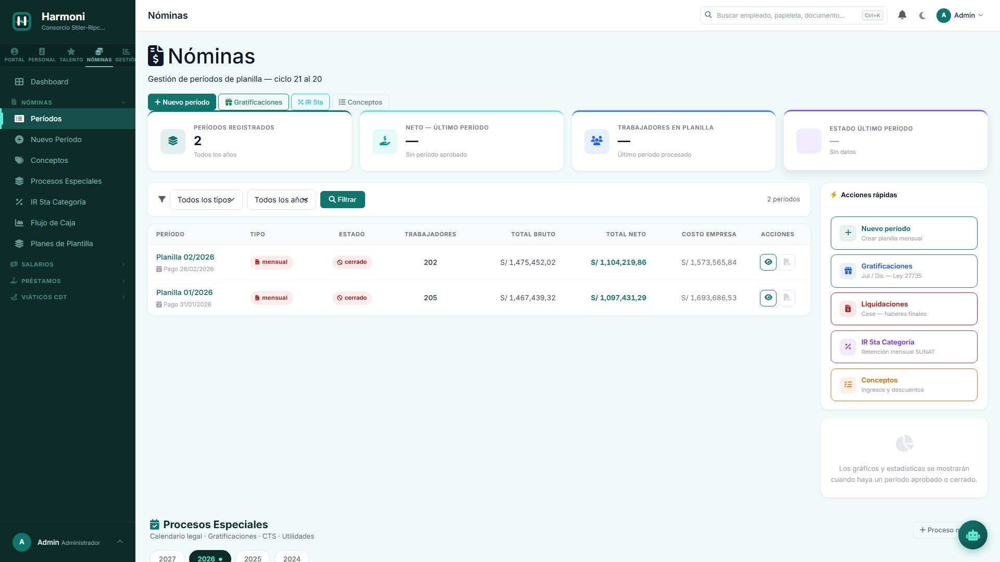 Harmoni
Consorcio Stiler-Ripc...
PORTAL PERSONAL TALENTO NÓMINAS GESTIÓN
Dashboard
NÓMINAS
Períodos
Nuevo Período
Conceptos
Procesos Especiales
IR 5ta Categoría
Flujo de Caja
Planes de Plantilla
SALARIOS
PRÉSTAMOS
VIÁTICOS CDT
A Admin Administrador
Nóminas
Buscar empleado, papeleta, documento... Ctrl+K
A Admin
Nóminas
Gestión de períodos de planilla — ciclo 21 al 20
Nuevo período Gratificaciones IR 5ta Conceptos
PERÍODOS REGISTRADOS
2
Todos los años
NETO — ÚLTIMO PERÍODO
—
Sin período aprobado
TRABAJADORES EN PLANILLA
—
Último período procesado
ESTADO ÚLTIMO PERÍODO
—
Sin datos
Todos los tipos Todos los años Filtrar 2 períodos
PERÍODO TIPO ESTADO TRABAJADORES TOTAL BRUTO TOTAL NETO COSTO EMPRESA ACCIONES
Planilla 02/2026 mensual cerrado 202 S/ 1,475,452,02 S/ 1,104,219,86 S/ 1,573,565,84
Pago 28/02/2026
Planilla 01/2026 mensual cerrado 205 S/ 1,467,439,32 S/ 1,097,431,29 S/ 1,693,686,53
Pago 31/01/2026
Acciones rápidas
Nuevo período
Crear planilla mensual
Gratificaciones
Jul / Dic — Ley 27735
Liquidaciones
Cese — haberes finales
IR 5ta Categoría
Retención mensual SUNAT
Conceptos
Ingresos y descuentos
Los gráficos y estadísticas se mostrarán
cuando haya un período aprobado o cerrado.
Procesos Especiales
Calendario legal · Gratificaciones · CTS · Utilidades
Proceso
2027 2026 2025 2024